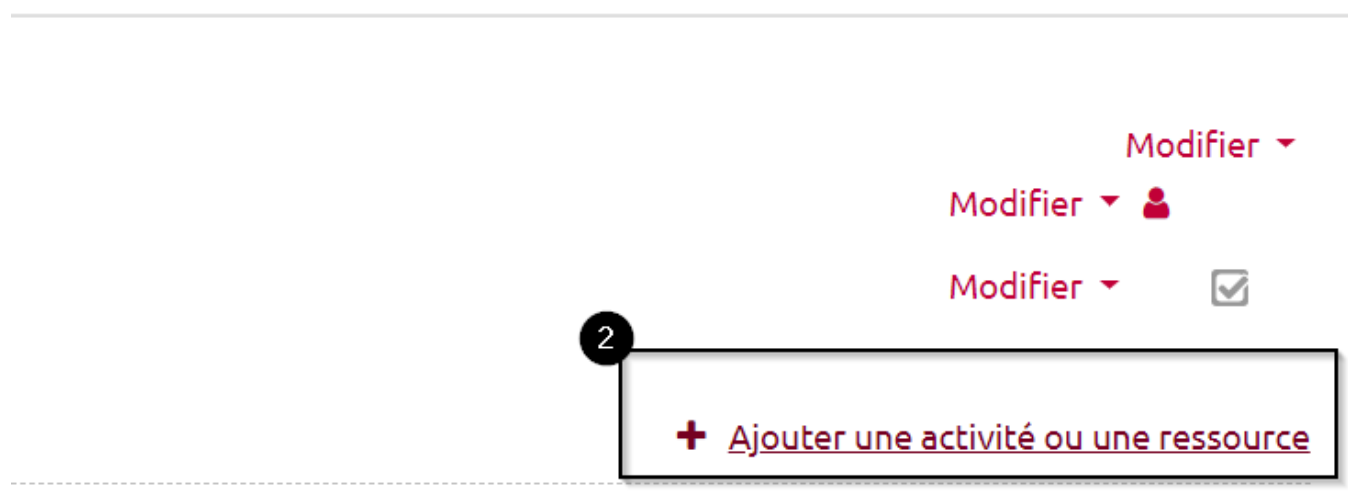 Modifier
Modifier
Modifier
2
Ajouter une activité ou une ressource